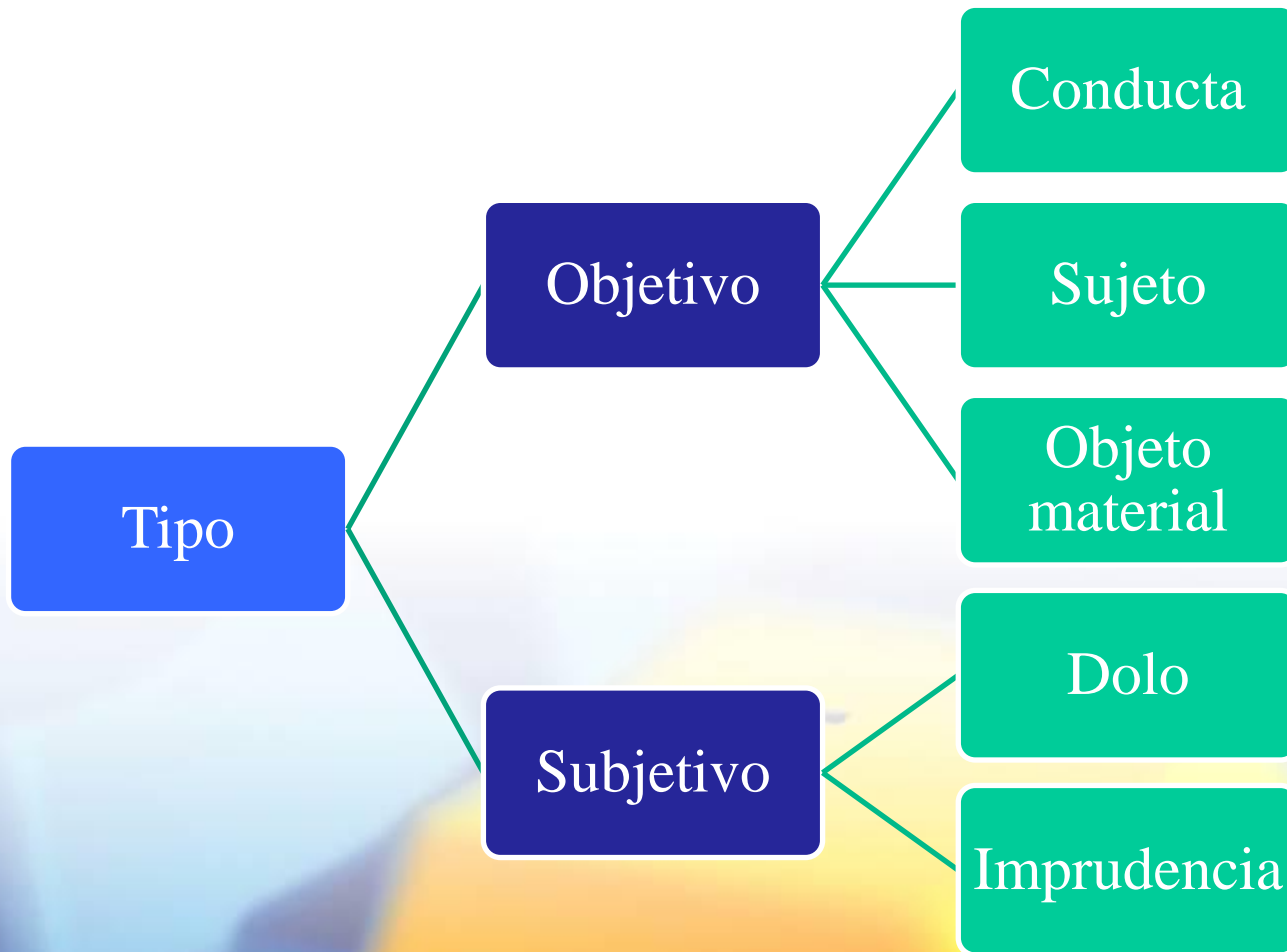 Conducta
Objetivo
Sujeto
Objeto
material
Tipo
Dolo
Subjetivo
Imprudencia